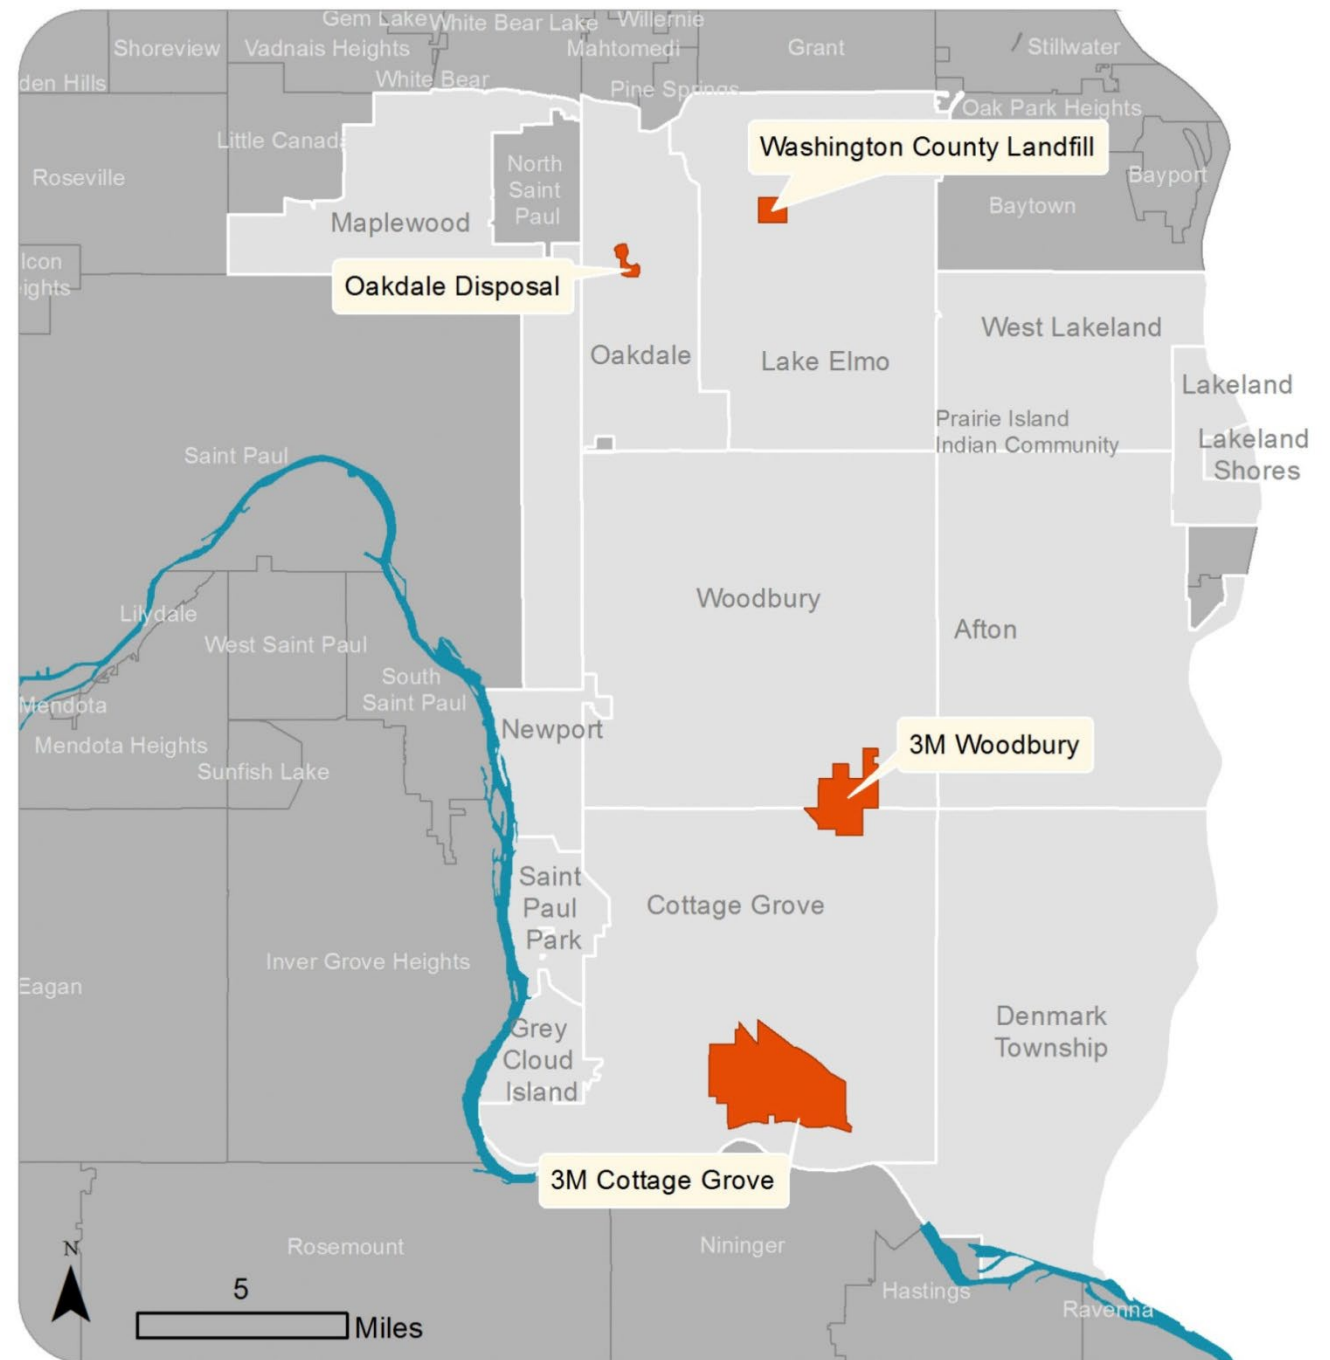 Gem Lake
White Bear Lake
Willernie
Shoreview
Vadnais Heights
Mahtomedi
Grant
Stillwater
den Hills
White Bear
Pine Springs
Oak Park Heights
Little Canada
Washington County Landfill
Roseville
North
Saint
Paul
Bayport
Baytown
Maplewood
lcon
ights
Oakdale Disposal
West Lakeland
Oakdale
Lake Elmo
Lakeland
Prairie Island
Indian Community
Lakeland
Shores
Saint Paul
Woodbury
Afton
Lilydale
West Saint Paul
South
Saint Paul
Mendota
Newport
Mendota Heights
3M Woodbury
Sunfish Lake
Saint
Paul
Park
Cottage Grove
Inver Grove Heights
Eagan
Grey
Cloud
Island
Denmark
Township
3M Cottage Grove
Rosemount
Nininger
N
Hastings
5
Ravenna
Miles